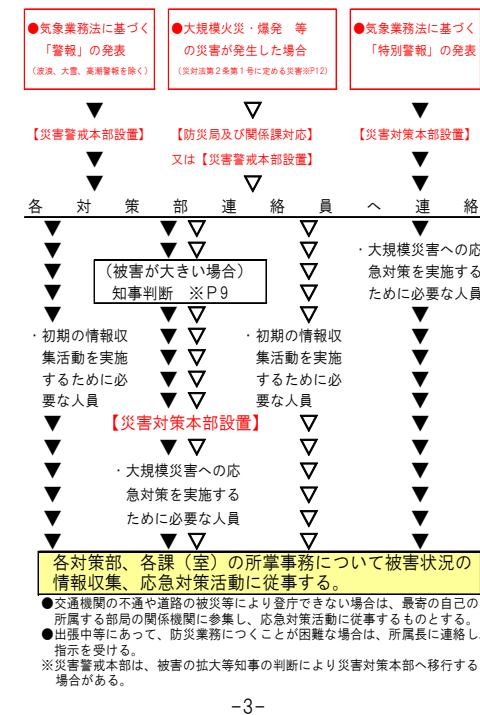 ●気象業務法に基づく
「警報」の発表
(波浪、大雪、高潮警報を除く)
●大規模火災・爆発 等
の災害が発生した場合
(災対法第2条第1号に定める災害※P12)
●気象業務法に基づく
「特別警報」の発表
▼ ▽ ▼
【災害警戒本部設置】 【防災局及び関係課対応】 【災害対策本部設置】
▼ 又は【災害警戒本部設置】 ▼
▼ ▽ ▼
各 対 策 部 連 絡 員 へ 連 絡
▼ ▼ ▽ ▽ ▼
▼ ▼ ▽ ▽
・大規模災害への応
急対策を実施する
ために必要な人員
▼ ▽
(被害が大きい場合)
知事判断 ※P9
▼ ▽
▼ ▼ ▽ ▽ ▼
・初期の情報収
集活動を実施
するために必
要な人員
▼ ▽
▼ ▽
▼ ▽
▼ ▽
・初期の情報収
集活動を実施
するために必
要な人員
▼
▼
▼
▼
▼ 【災害対策本部設置】 ▽ ▼
▼ ▼ ▽ ▽ ▼
▼ ▽ ▼
・大規模災害への応
急対策を実施する
ために必要な人員
▼ ▽ ▼
▼ ▽ ▼
▼ ▼ ▽ ▽ ▼
各対策部、各課(室)の所掌事務について被害状況の
情報収集、応急対策活動に従事する。
●交通機関の不通や道路の被災等により登庁できない場合は、最寄の自己の
所属する部局の関係機関に参集し、応急対策活動に従事するものとする。
●出張中等にあって、防災業務につくことが困難な場合は、所属長に連絡し、
指示を受ける。
※災害警戒本部は、被害の拡大等知事の判断により災害対策本部へ移行する
場合がある。
-3-